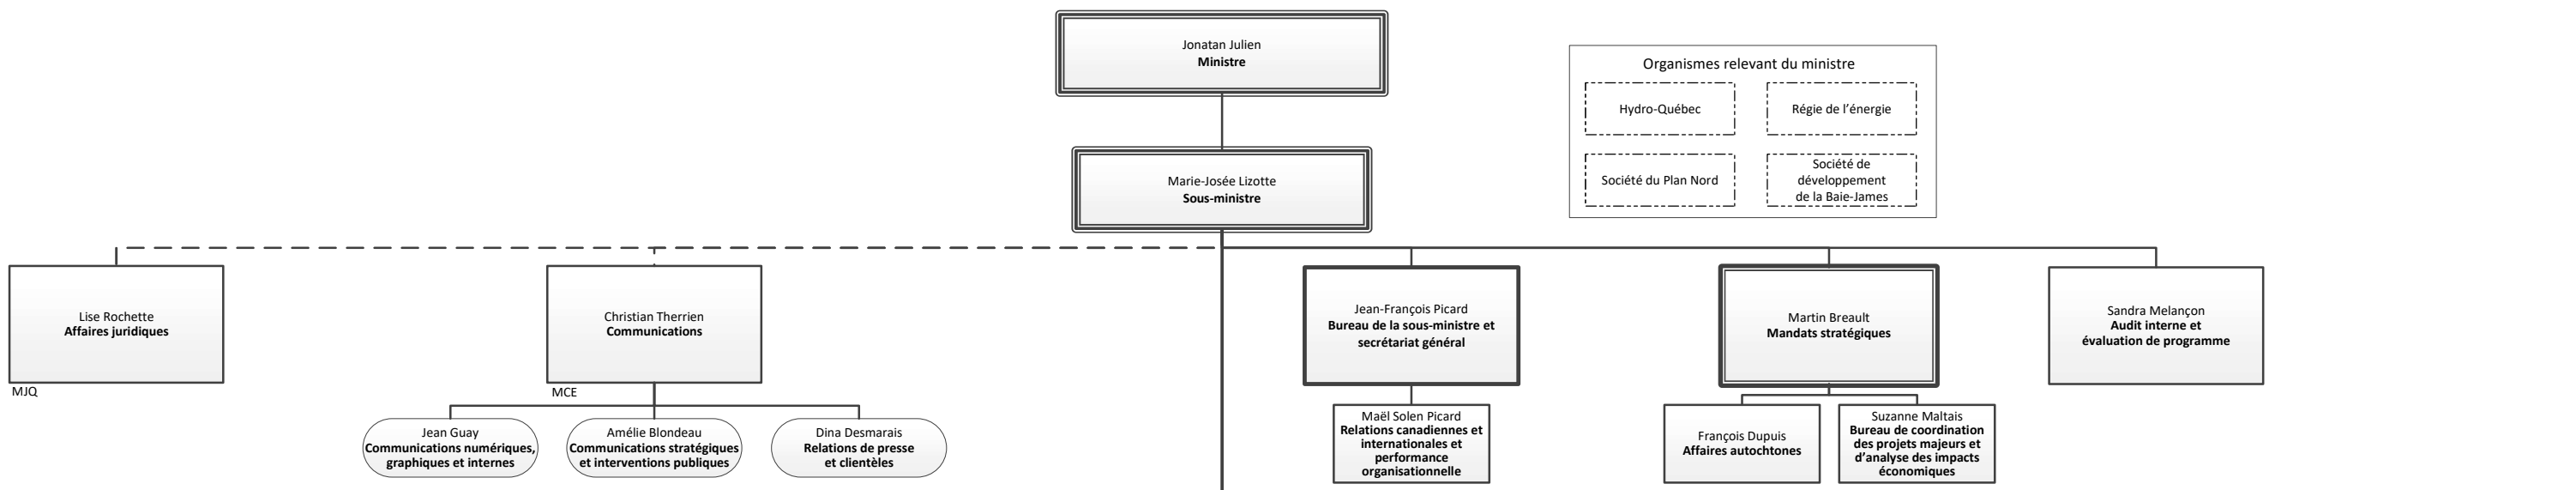 Jonatan Julien
Ministre
Organismes relevant du ministre
Hydro-Québec
Régie de l'énergie
Société du Plan Nord
Société de
développement
de la Baie-James
Marie-Josée Lizotte
Sous-ministre
Lise Rochette
Affaires juridiques
MJQ
Christian Therrien
Communications
MCE
Jean-François Picard
Bureau de la sous-ministre et
secrétariat général
Martin Breault
Mandats stratégiques
Sandra Melançon
Audit interne et
évaluation de programme
Jean Guay
Communications numériques,
graphiques et internes
Amélie Blondeau
Communications stratégiques
et interventions publiques
Dina Desmarais
Relations de presse
et clientèles
Maël Solen Picard
Relations canadiennes et
internationales et
performance
organisationnelle
François Dupuis
Affaires autochtones
Suzanne Maltais
Bureau de coordination
des projets majeurs et
d'analyse des impacts
économiques